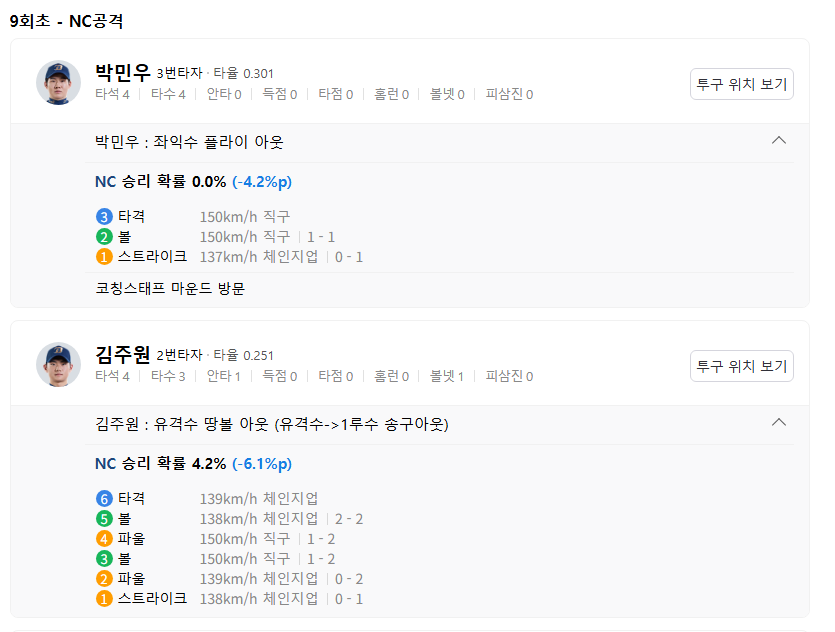 9회초 - NC공격
박민우 3번타자 · 타율 0.301
타석 4 | 타수 4 | 안타 0 | 득점 0 | 타점 0 | 홈런 0 | 볼넷 0 | 피삼진 0
투구 위치 보기
박민우 : 좌익수 플라이 아웃
NC 승리 확률 0.0% (-4.2%p)
3 타격 150km/h 직구
2 볼 150km/h 직구 | 1 - 1
1 스트라이크 137km/h 체인지업 | 0 - 1
코칭스태프 마운드 방문
김주원 2번타자 · 타율 0.251
타석 4 | 타수 3 | 안타 1 | 득점 0 | 타점 0 | 홈런 0 | 볼넷 1 | 피삼진 0
투구 위치 보기
김주원 : 유격수 땅볼 아웃 (유격수->1루수 송구아웃)
NC 승리 확률 4.2% (-6.1%p)
6 타격 139km/h 체인지업
5 볼 138km/h 체인지업 | 2 - 2
4 파울 150km/h 직구 | 1 - 2
3 볼 150km/h 직구 | 1 - 2
2 파울 139km/h 체인지업 | 0 - 2
1 스트라이크 138km/h 체인지업 | 0 - 1